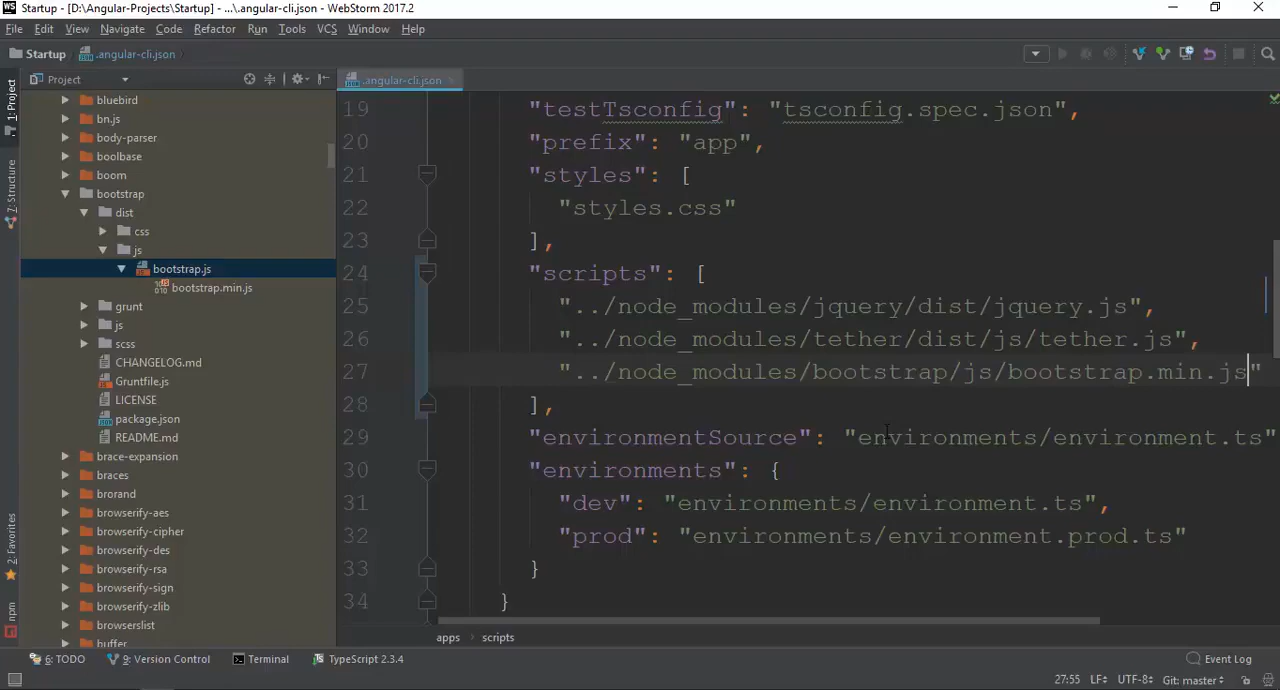 WS Startup - [D:\Angular-Projects\Startup] - ...\.angular-cli.json - WebStorm 2017.2
File Edit View Navigate Code Refactor Run Tools VCS Window Help
Startup .angular-cli.json
1: Project
7: Structure
2: Favorites
npm
Project
bluebird
bn.js
body-parser
boolbase
boom
bootstrap
dist
css
js
bootstrap.js
bootstrap.min.js
grunt
js
scss
CHANGELOG.md
Gruntfile.js
LICENSE
package.json
README.md
brace-expansion
braces
brorand
browserify-aes
browserify-cipher
browserify-des
browserify-rsa
browserify-sign
browserify-zlib
browserslist
buffer
.angular-cli.json
19 "testTsconfig": "tsconfig.spec.json",
20 "prefix": "app",
21 "styles": [
22 "styles.css"
23 ],
24 "scripts": [
25 "../node_modules/jquery/dist/jquery.js",
26 "../node_modules/tether/dist/js/tether.js",
27 "../node_modules/bootstrap/js/bootstrap.min.js"
28 ],
29 "environmentSource": "environments/environment.ts"
30 "environments": {
31 "dev": "environments/environment.ts",
32 "prod": "environments/environment.prod.ts"
33 }
34 }
apps scripts
6: TODO 9: Version Control Terminal TypeScript 2.3.4 Event Log
27:55 LF UTF-8 Git: master